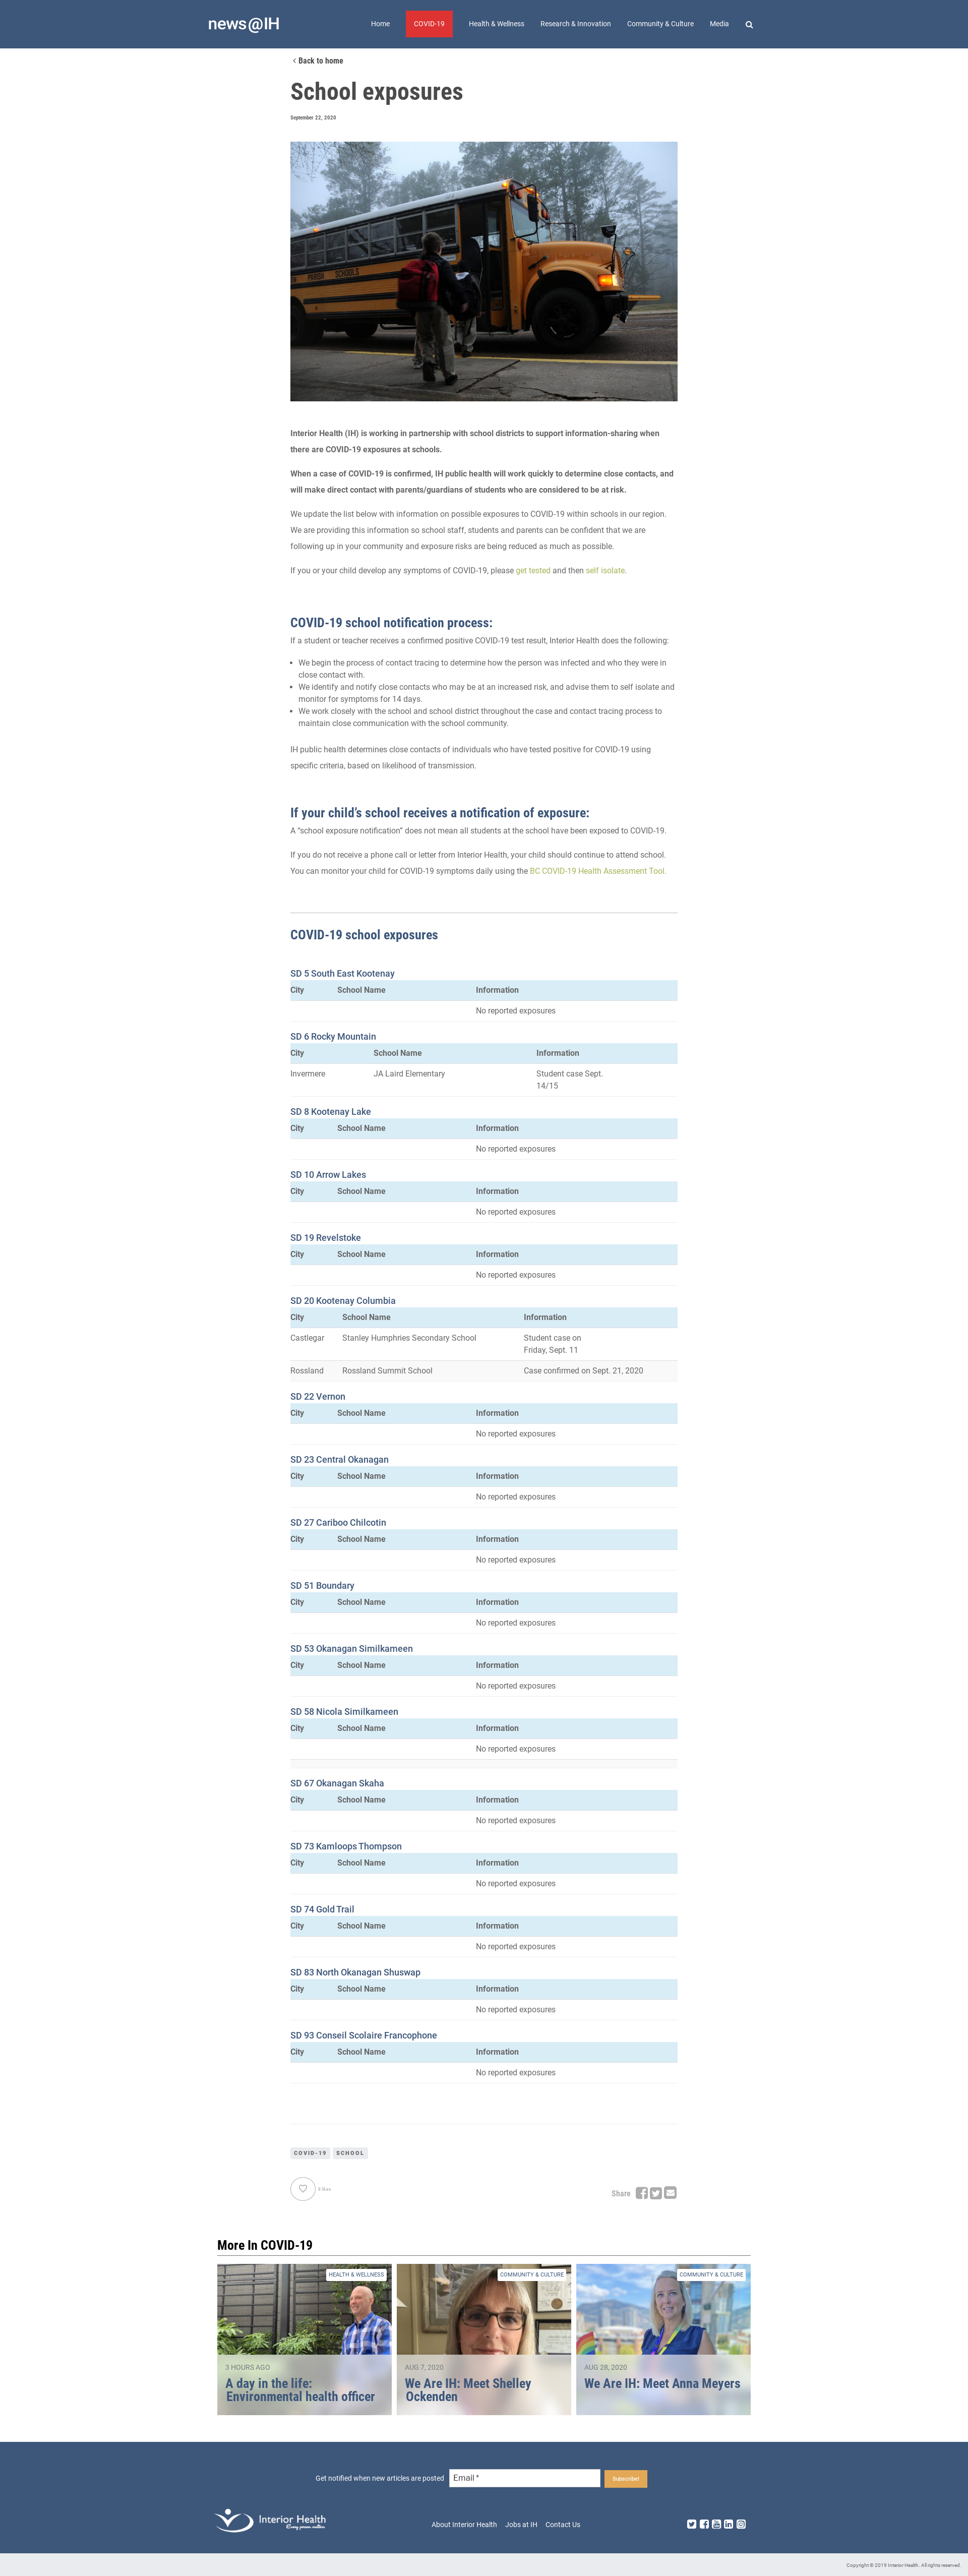 news@IH
Home
COVID-19
Health & Wellness
Research & Innovation
Community & Culture
Media
Back to home
School exposures
September 22, 2020
PARISH SCHOOLS
Interior Health (IH) is working in partnership with school districts to support information-sharing when
there are COVID-19 exposures at schools.
When a case of COVID-19 is confirmed, IH public health will work quickly to determine close contacts, and
will make direct contact with parents/guardians of students who are considered to be at risk.
We update the list below with information on possible exposures to COVID-19 within schools in our region.
We are providing this information so school staff, students and parents can be confident that we are
following up in your community and exposure risks are being reduced as much as possible.
If you or your child develop any symptoms of COVID-19, please get tested and then self isolate.
COVID-19 school notification process:
If a student or teacher receives a confirmed positive COVID-19 test result, Interior Health does the following:
• We begin the process of contact tracing to determine how the person was infected and who they were in
close contact with.
• We identify and notify close contacts who may be at an increased risk, and advise them to self isolate and
monitor for symptoms for 14 days.
• We work closely with the school and school district throughout the case and contact tracing process to
maintain close communication with the school community.
IH public health determines close contacts of individuals who have tested positive for COVID-19 using
specific criteria, based on likelihood of transmission.
If your child’s school receives a notification of exposure:
A “school exposure notification” does not mean all students at the school have been exposed to COVID-19.
If you do not receive a phone call or letter from Interior Health, your child should continue to attend school.
You can monitor your child for COVID-19 symptoms daily using the BC COVID-19 Health Assessment Tool.
COVID-19 school exposures
SD 5 South East Kootenay
City School Name Information
No reported exposures
SD 6 Rocky Mountain
City School Name Information
Invermere JA Laird Elementary Student case Sept.
14/15
SD 8 Kootenay Lake
City School Name Information
No reported exposures
SD 10 Arrow Lakes
City School Name Information
No reported exposures
SD 19 Revelstoke
City School Name Information
No reported exposures
SD 20 Kootenay Columbia
City School Name Information
Castlegar Stanley Humphries Secondary School Student case on
Friday, Sept. 11
Rossland Rossland Summit School Case confirmed on Sept. 21, 2020
SD 22 Vernon
City School Name Information
No reported exposures
SD 23 Central Okanagan
City School Name Information
No reported exposures
SD 27 Cariboo Chilcotin
City School Name Information
No reported exposures
SD 51 Boundary
City School Name Information
No reported exposures
SD 53 Okanagan Similkameen
City School Name Information
No reported exposures
SD 58 Nicola Similkameen
City School Name Information
No reported exposures
SD 67 Okanagan Skaha
City School Name Information
No reported exposures
SD 73 Kamloops Thompson
City School Name Information
No reported exposures
SD 74 Gold Trail
City School Name Information
No reported exposures
SD 83 North Okanagan Shuswap
City School Name Information
No reported exposures
SD 93 Conseil Scolaire Francophone
City School Name Information
No reported exposures
COVID-19 SCHOOL
likes
Share
More In COVID-19
HEALTH & WELLNESS
3 HOURS AGO
A day in the life:
Environmental health officer
COMMUNITY & CULTURE
AUG 7, 2020
We Are IH: Meet Shelley
Ockenden
COMMUNITY & CULTURE
AUG 28, 2020
We Are IH: Meet Anna Meyers
Get notified when new articles are posted
Email *
Subscribe!
Interior Health
Every person matters
About Interior Health
Jobs at IH
Contact Us
Copyright © 2019 Interior Health. All rights reserved.